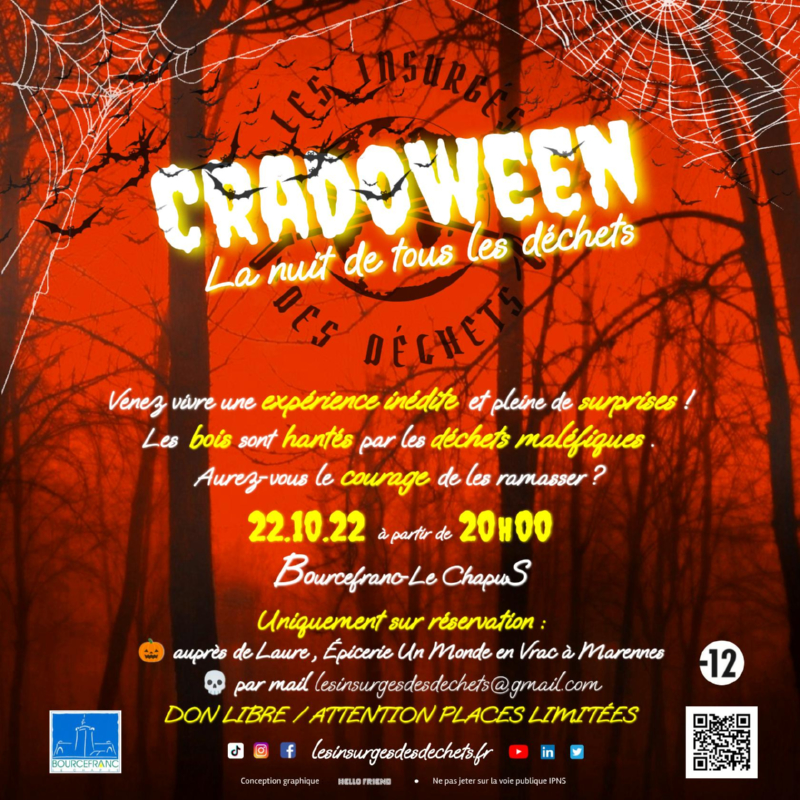 LES INSURGÉS
CRADOWEEN
La nuit de tous les déchets
DES DÉCHETS
Venez vivre une expérience inédite et pleine de surprises !
Les bois sont hantés par les déchets maléfiques .
Aurez-vous le courage de les ramasser ?
22.10.22 à partir de 20H00
Bourcefranc-Le ChapuS
Uniquement sur réservation :
🎃 auprès de Laure , Épicerie Un Monde en Vrac à Marennes
-12
💀 par mail lesinsurgesdesdechets@gmail.com
DON LIBRE / ATTENTION PLACES LIMITÉES
BOURCEFRANC
lesinsurgesdesdechets.fr
Conception graphique HELLO FRIEND • Ne pas jeter sur la voie publique IPNS